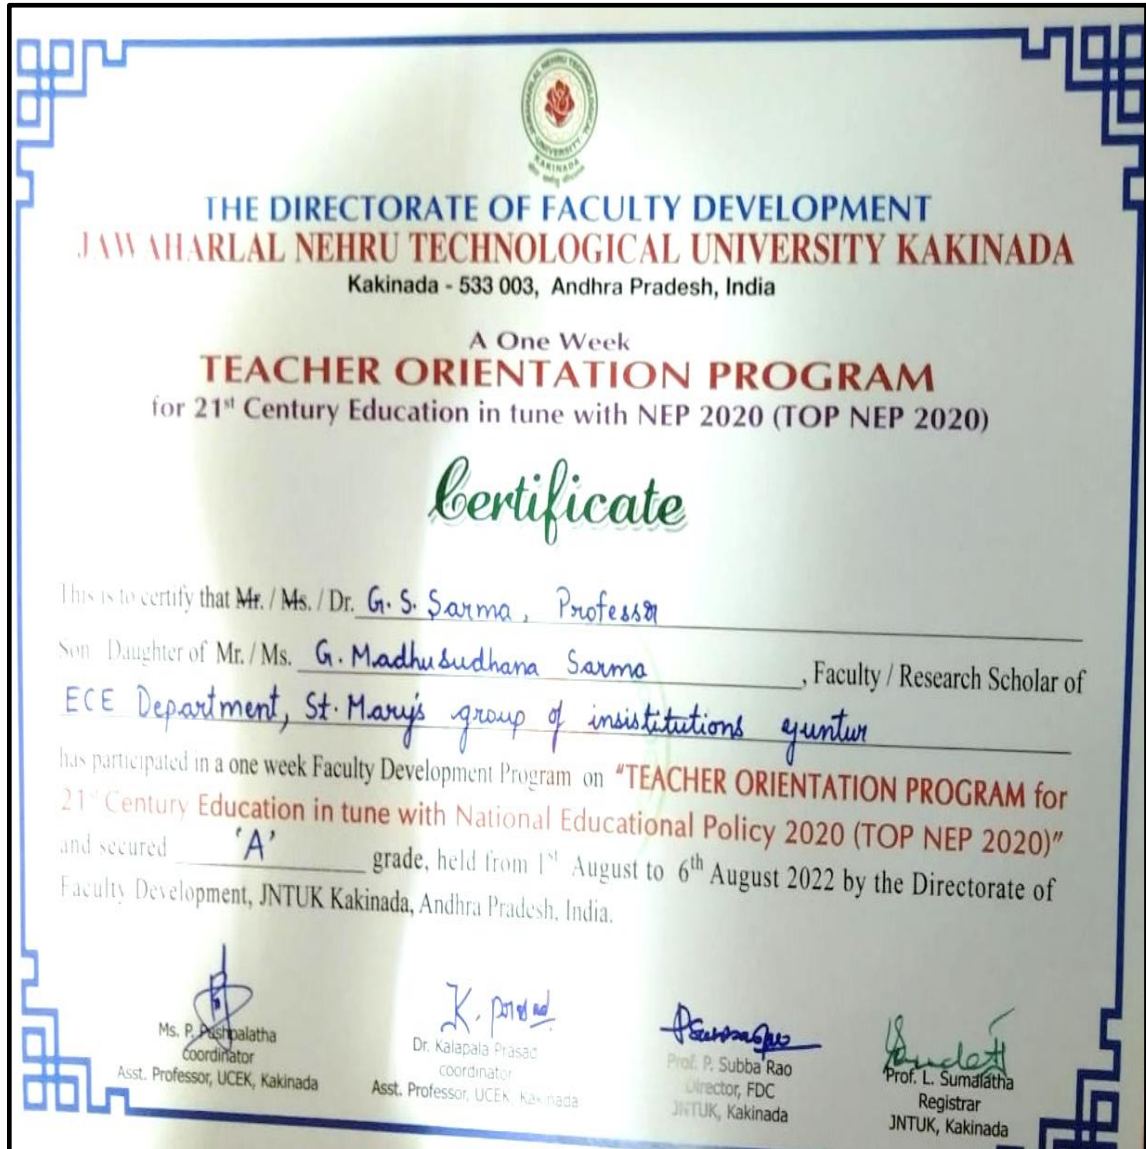 JAWAHARLAL NEHRU TECHNOLOGICAL UNIVERSITY
KAKINADA
THE DIRECTORATE OF FACULTY DEVELOPMENT
JAWAHARLAL NEHRU TECHNOLOGICAL UNIVERSITY KAKINADA
Kakinada - 533 003, Andhra Pradesh, India
A One Week
TEACHER ORIENTATION PROGRAM
for 21st Century Education in tune with NEP 2020 (TOP NEP 2020)
Certificate
This is to certify that Mr. / Ms. / Dr. G. S. Sarma, Professor
Son Daughter of Mr. / Ms. G. Madhusudhana Sarma, Faculty / Research Scholar of
ECE Department, St. Mary's group of insistitutions guntur
has participated in a one week Faculty Development Program on "TEACHER ORIENTATION PROGRAM for
21st Century Education in tune with National Educational Policy 2020 (TOP NEP 2020)"
and secured 'A' grade, held from 1st August to 6th August 2022 by the Directorate of
Faculty Development, JNTUK Kakinada, Andhra Pradesh, India.
K. Prasad
PSubbaRao
Ms. P. Pushpalatha
coordinator
Asst. Professor, UCEK, Kakinada
Dr. Kalapala Prasad
coordinator
Asst. Professor, UCEK, Kakinada
Prof. P. Subba Rao
Director, FDC
JNTUK, Kakinada
Prof. L. Sumalatha
Registrar
JNTUK, Kakinada